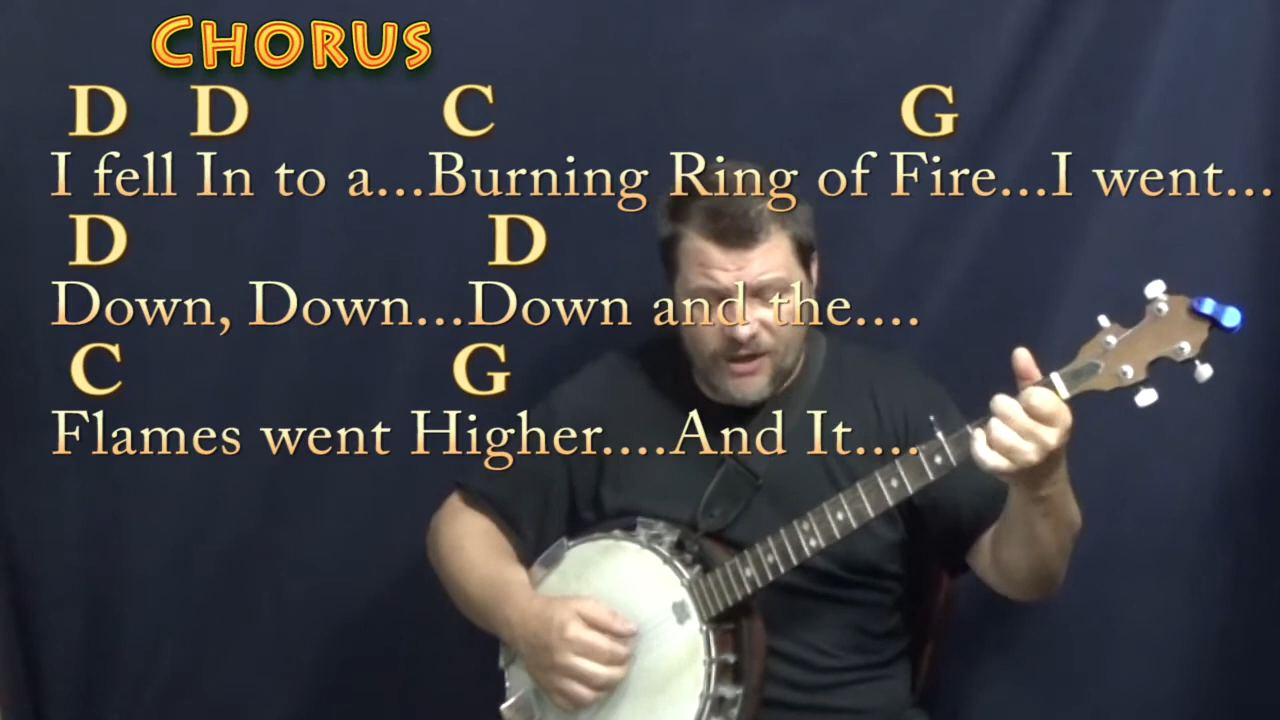 CHORUS
D D C G
I fell In to a...Burning Ring of Fire...I went...
D D
Down, Down...Down and the....
C G
Flames went Higher....And It....